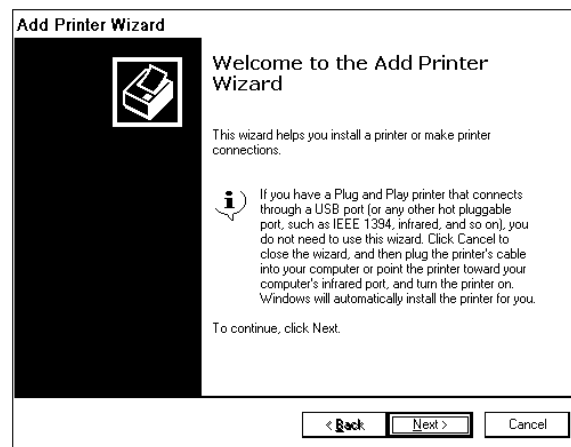 Add Printer Wizard
Welcome to the Add Printer
Wizard
This wizard helps you install a printer or make printer
connections.
If you have a Plug and Play printer that connects
through a USB port (or any other hot pluggable
port, such as IEEE 1394, infrared, and so on), you
do not need to use this wizard. Click Cancel to
close the wizard, and then plug the printer's cable
into your computer or point the printer toward your
computer's infrared port, and turn the printer on.
Windows will automatically install the printer for you.
To continue, click Next.
< Back Next > Cancel